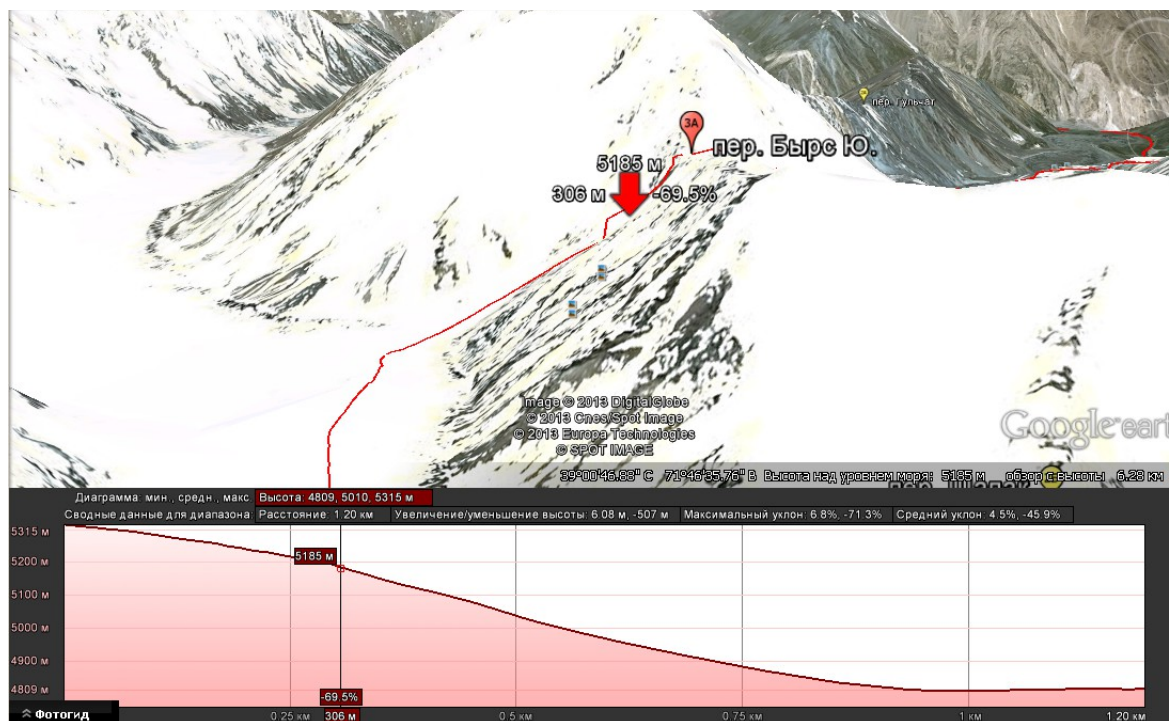 3А
пер. Гульчат
пер. Бырс Ю.
5185 м
306 м -69.5%
Image © 2013 DigitalGlobe
© 2013 Cnes/Spot Image
© 2013 Europa Technologies
© SPOT IMAGE
Google eart
39°00'46.88" С 71°46'35.76" В Высота над уровнем моря: 5185 м обзор с высоты 6.28 км
пер.
Диаграмма: мин., средн., макс. Высота: 4809, 5010, 5315 м
Сводные данные для диапазона Расстояние: 1.20 км Увеличение/уменьшение высоты: 6.08 м, -507 м Максимальный уклон: 6.8%, -71.3% Средний уклон: 4.5%, -45.9%
5315 м
5200 м
5185 м
5100 м
5000 м
4900 м
4809 м
-69.5%
Фотогид
0.25 км 306 м 0.5 км 0.75 км 1 км 1.20 км